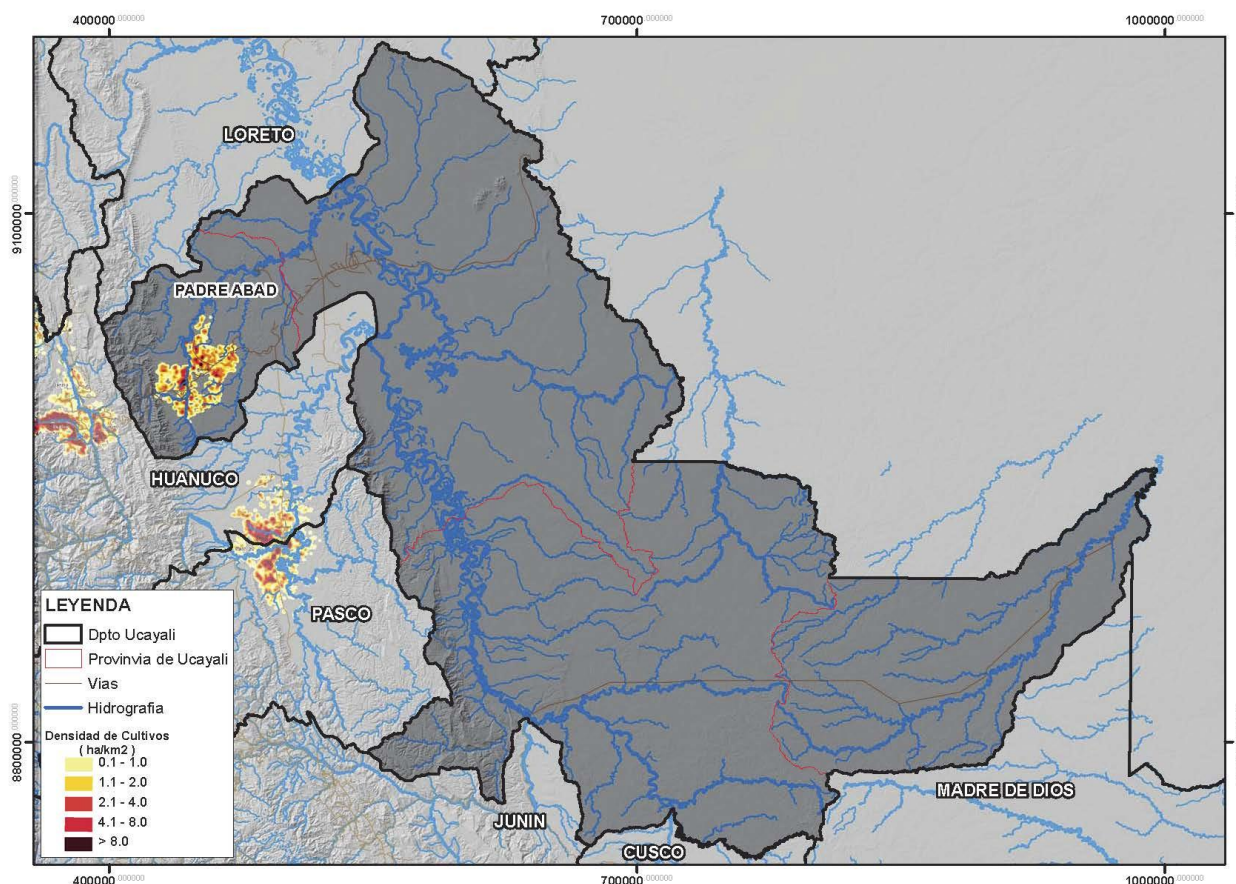 400000.000000
700000.000000
1000000.000000
LORETO
9100000.000000
PADRE ABAD
HUANUCO
PASCO
LEYENDA
Dpto Ucayali
Provinvia de Ucayali
Vias
Hidrografia
Densidad de Cultivos
( ha/km2 )
0.1 - 1.0
1.1 - 2.0
2.1 - 4.0
4.1 - 8.0
> 8.0
8800000.000000
MADRE DE DIOS
JUNIN
CUSCO
400000.000000
700000.000000
1000000.000000